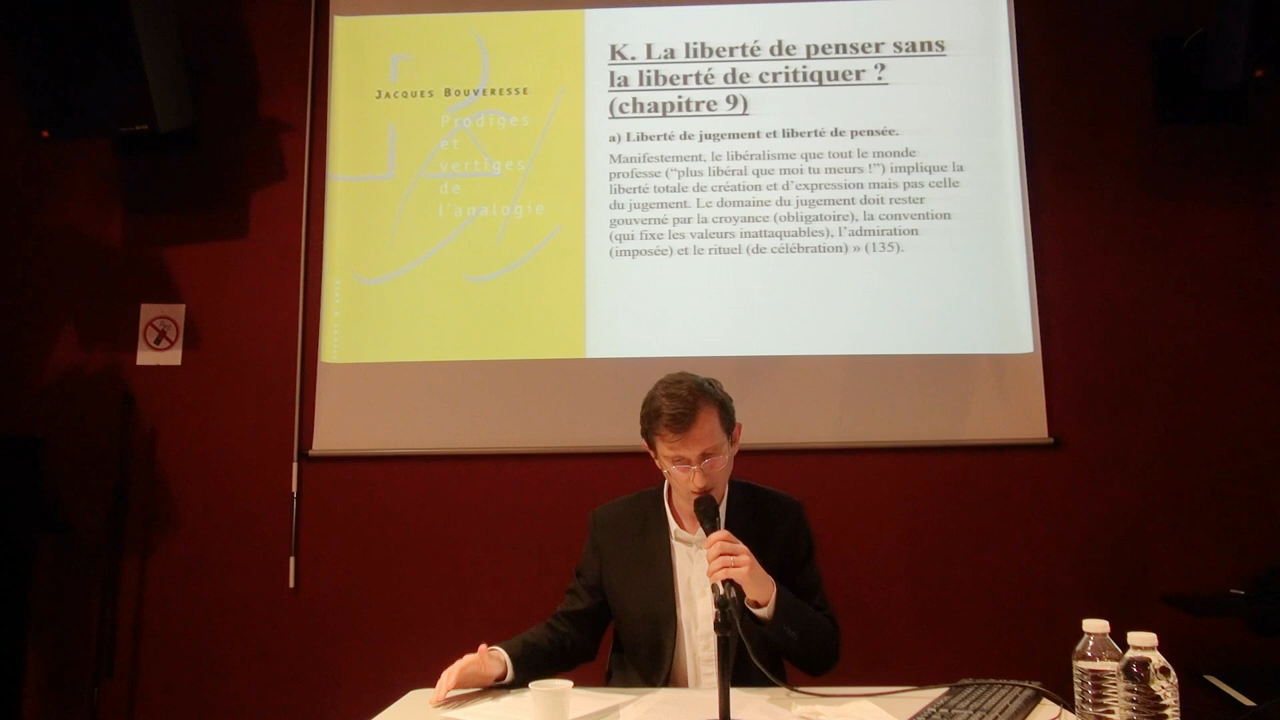 JACQUES BOUVERESSE
Prodiges
et
vertiges
de
l'analogie
K. La liberté de penser sans
la liberté de critiquer ?
(chapitre 9)
a) Liberté de jugement et liberté de pensée.
Manifestement, le libéralisme que tout le monde
professe (“plus libéral que moi tu meurs !”) implique la
liberté totale de création et d’expression mais pas celle
du jugement. Le domaine du jugement doit rester
gouverné par la croyance (obligatoire), la convention
(qui fixe les valeurs inattaquables), l’admiration
(imposée) et le rituel (de célébration) » (135).